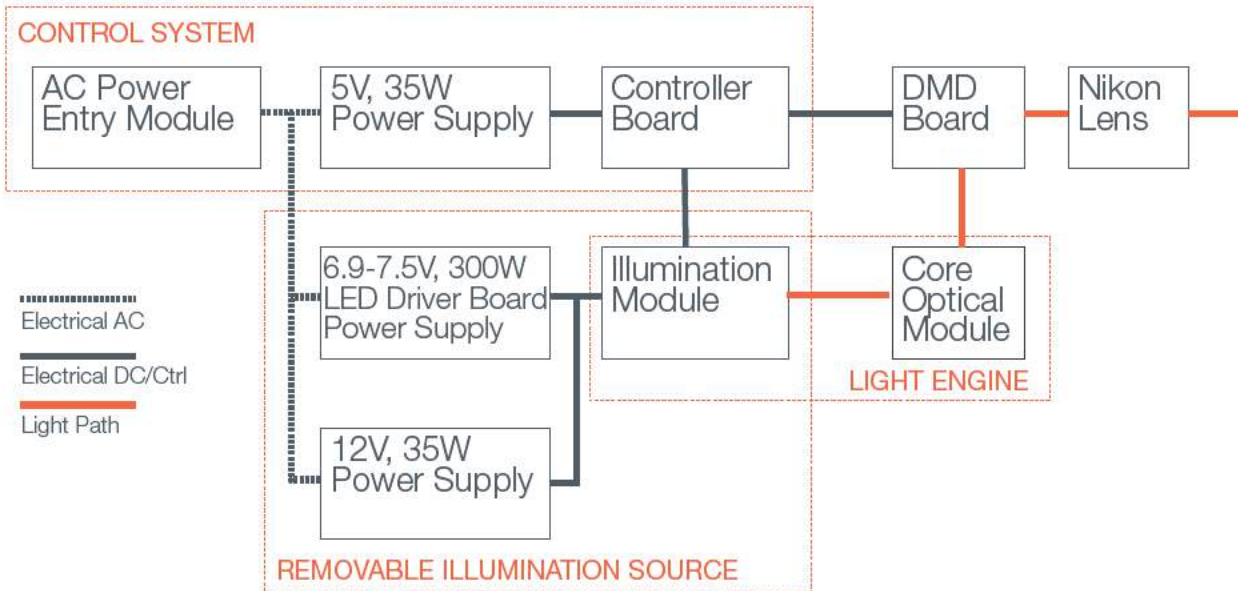 CONTROL SYSTEM
AC Power
Entry Module
5V, 35W
Power Supply
Controller
Board
DMD
Board
Nikon
Lens
6.9-7.5V, 300W
LED Driver Board
Power Supply
Illumination
Module
Core
Optical
Module
LIGHT ENGINE
Electrical AC
Electrical DC/Ctrl
Light Path
12V, 35W
Power Supply
REMOVABLE ILLUMINATION SOURCE